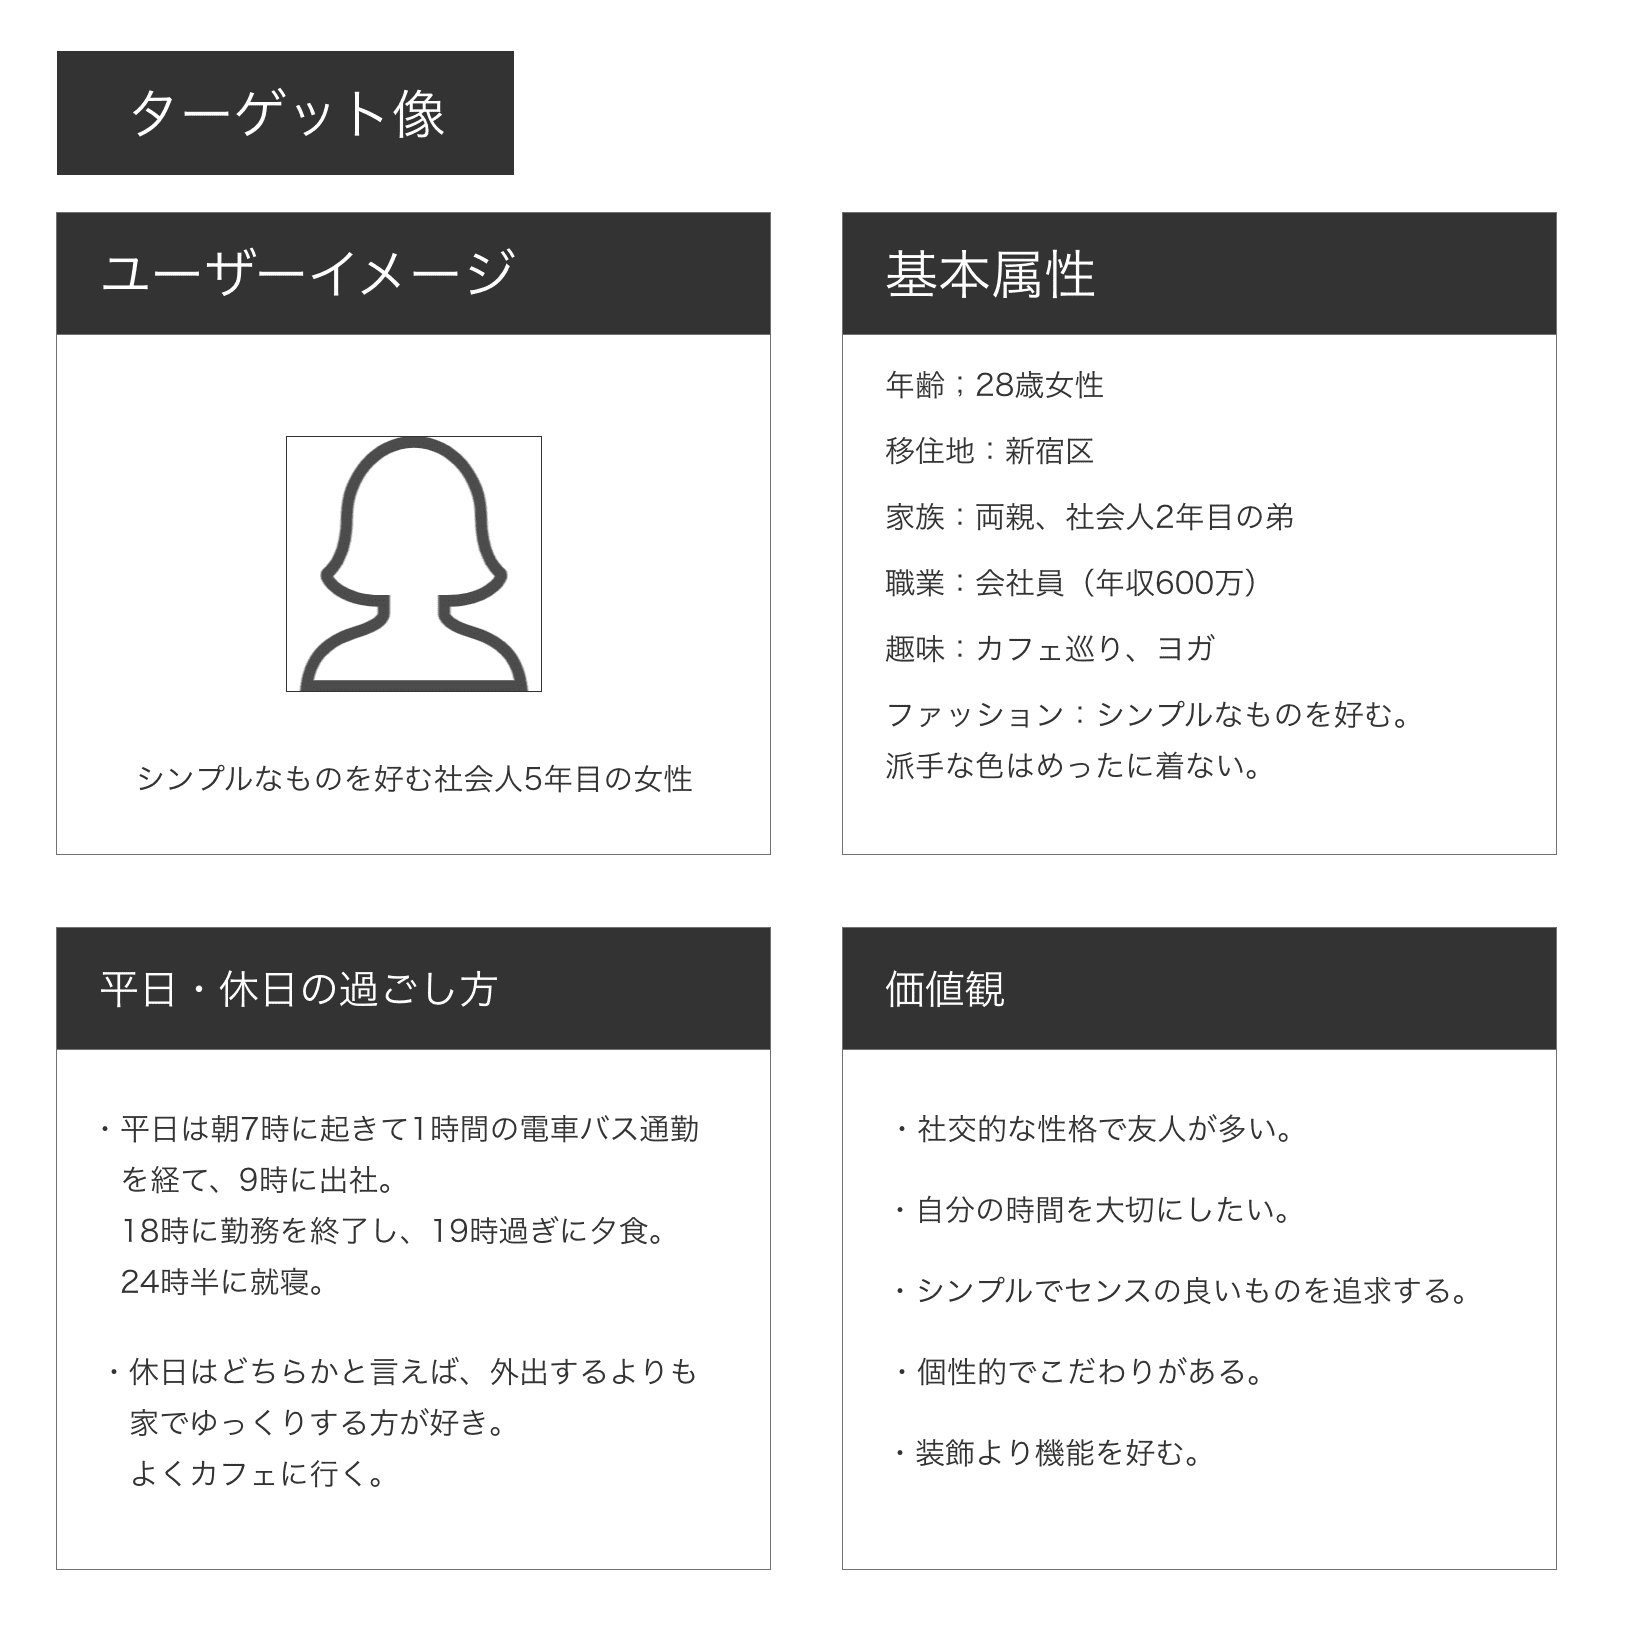 ターゲット像
ユーザーイメージ
シンプルなものを好む社会人5年目の女性
基本属性
年齢；28歳女性
移住地：新宿区
家族：両親、社会人2年目の弟
職業：会社員（年収600万）
趣味：カフェ巡り、ヨガ
ファッション：シンプルなものを好む。
派手な色はめったに着ない。
平日・休日の過ごし方
・平日は朝7時に起きて1時間の電車バス通勤
を経て、9時に出社。
18時に勤務を終了し、19時過ぎに夕食。
24時半に就寝。
・休日はどちらかと言えば、外出するよりも
家でゆっくりする方が好き。
よくカフェに行く。
価値観
・社交的な性格で友人が多い。
・自分の時間を大切にしたい。
・シンプルでセンスの良いものを追求する。
・個性的でこだわりがある。
・装飾より機能を好む。